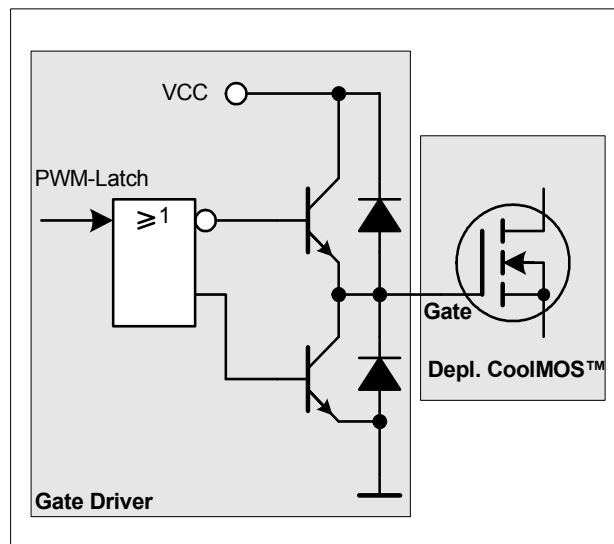 VCC
PWM-Latch
≥1
Gate
Depl. CoolMOS™
Gate Driver